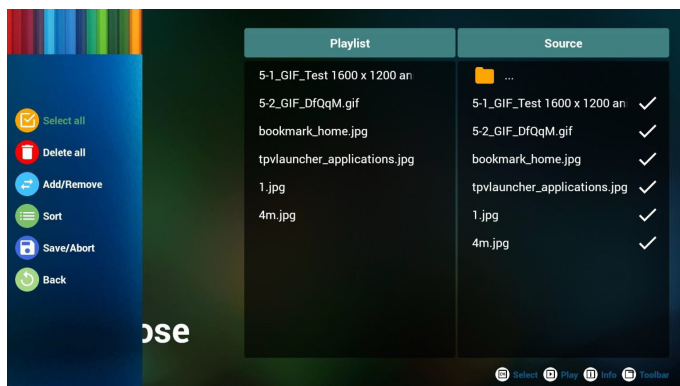 Playlist
Source
5-1_GIF_Test 1600 x 1200 an
5-2_GIF_DfQqM.gif
bookmark_home.jpg
tpvlauncher_applications.jpg
1.jpg
4m.jpg
...
5-1_GIF_Test 1600 x 1200 an
5-2_GIF_DfQqM.gif
bookmark_home.jpg
tpvlauncher_applications.jpg
1.jpg
4m.jpg
Select all
Delete all
Add/Remove
Sort
Save/Abort
Back
ose
Select Play Info Toolbar